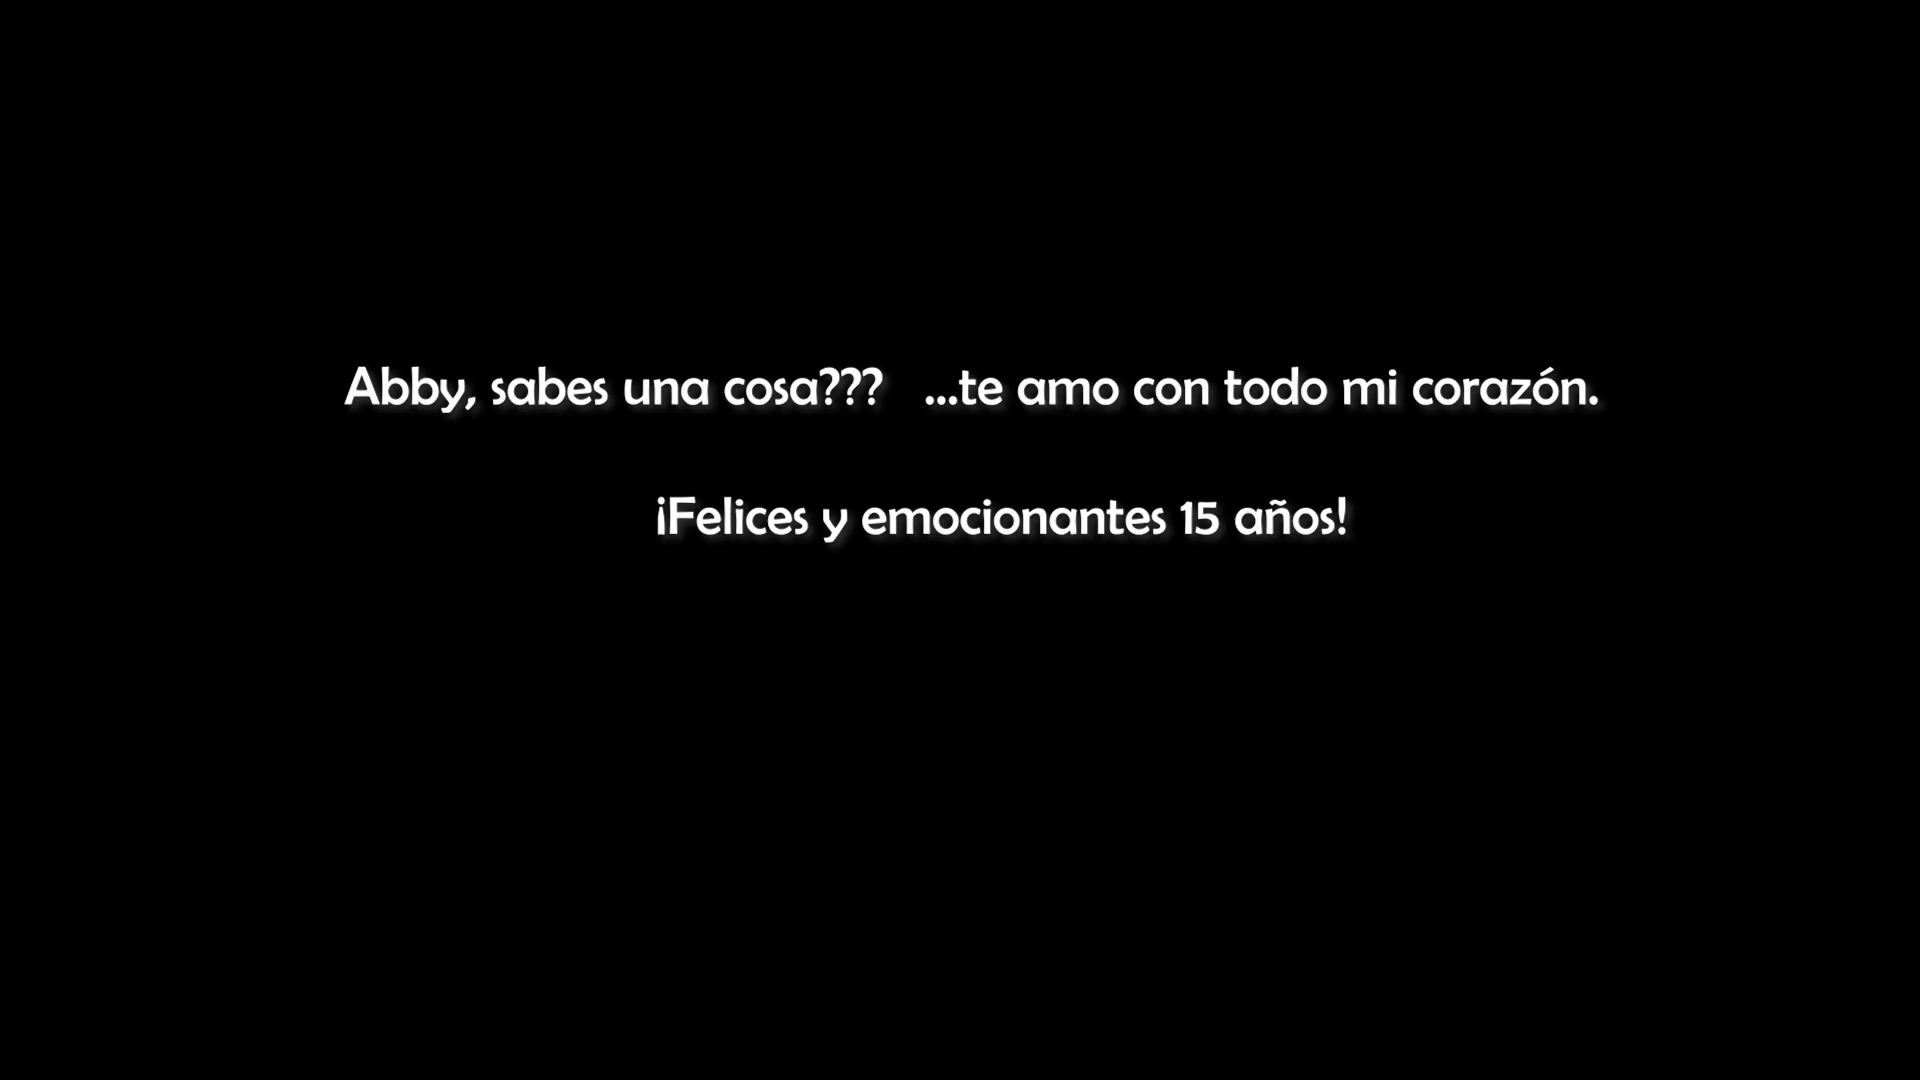 Abby, sabes una cosa??? ...te amo con todo mi corazón.
¡Felices y emocionantes 15 años!